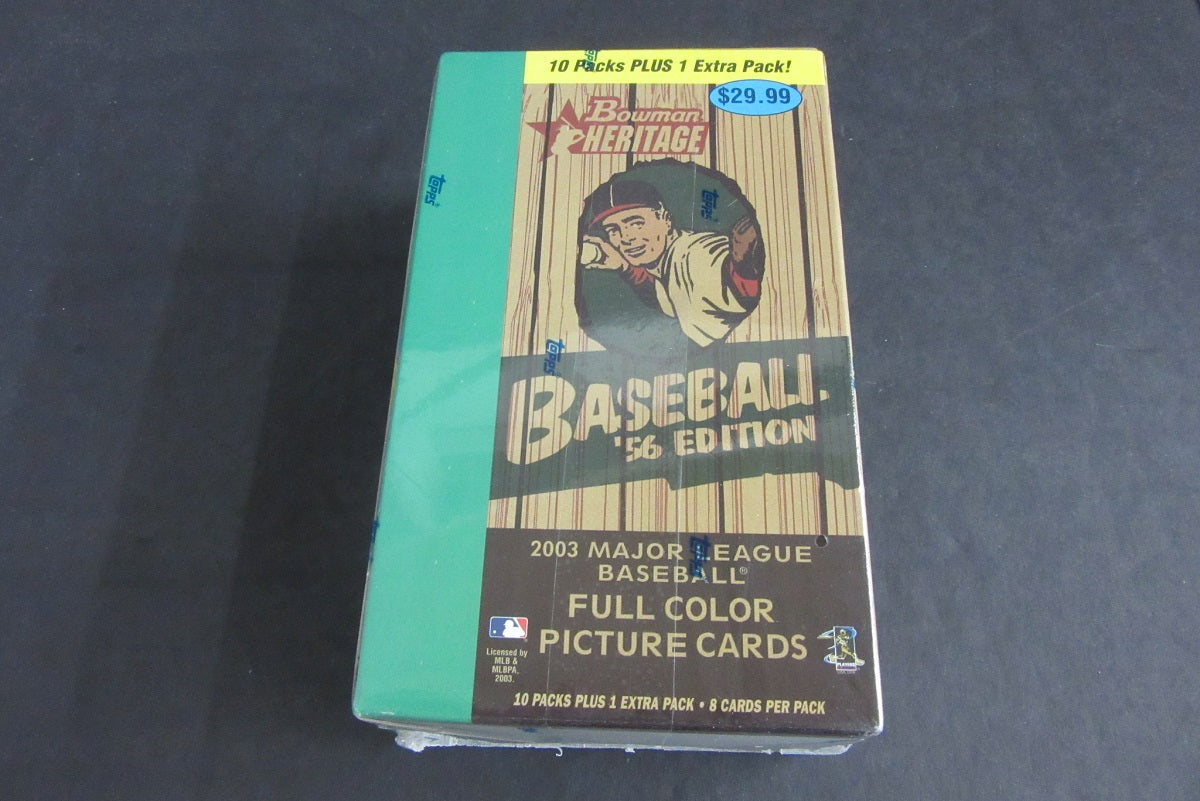 10 Packs PLUS 1 Extra Pack!
$29.99
Bowman
HERITAGE
topps
topps
topps
BASEBALL
'56 EDITION
2003 MAJOR LEAGUE
BASEBALL®
topps
FULL COLOR
PICTURE CARDS
Licensed by
MLB &
MLBPA,
2003.
PLAYERS
10 PACKS PLUS 1 EXTRA PACK • 8 CARDS PER PACK